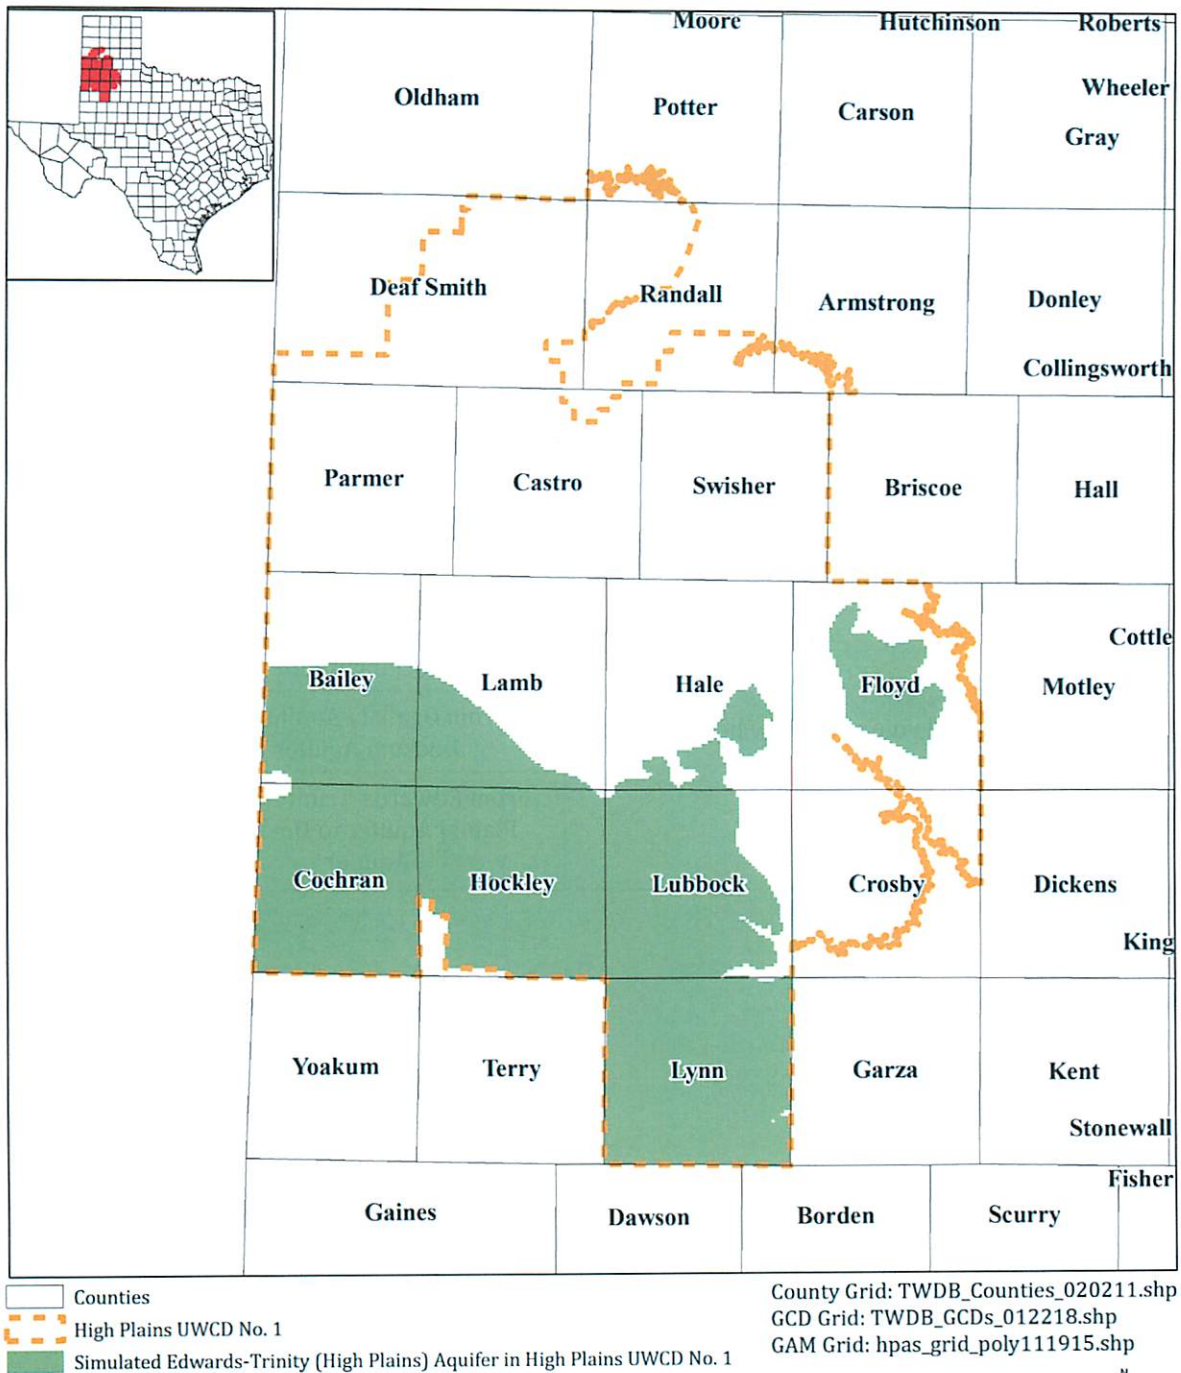 Moore
Hutchinson
Roberts
Oldham
Potter
Carson
Wheeler
Gray
Deaf Smith
Randall
Armstrong
Donley
Collingsworth
Parmer
Castro
Swisher
Briscoe
Hall
Bailey
Lamb
Hale
Floyd
Cottle
Motley
Cochran
Hockley
Lubbock
Crosby
Dickens
King
Yoakum
Terry
Lynn
Garza
Kent
Stonewall
Fisher
Gaines
Dawson
Borden
Scurry
Counties
High Plains UWCD No. 1
Simulated Edwards-Trinity (High Plains) Aquifer in High Plains UWCD No. 1
County Grid: TWDB_Counties_020211.shp
GCD Grid: TWDB_GCDs_012218.shp
GAM Grid: hpas_grid_poly111915.shp
N